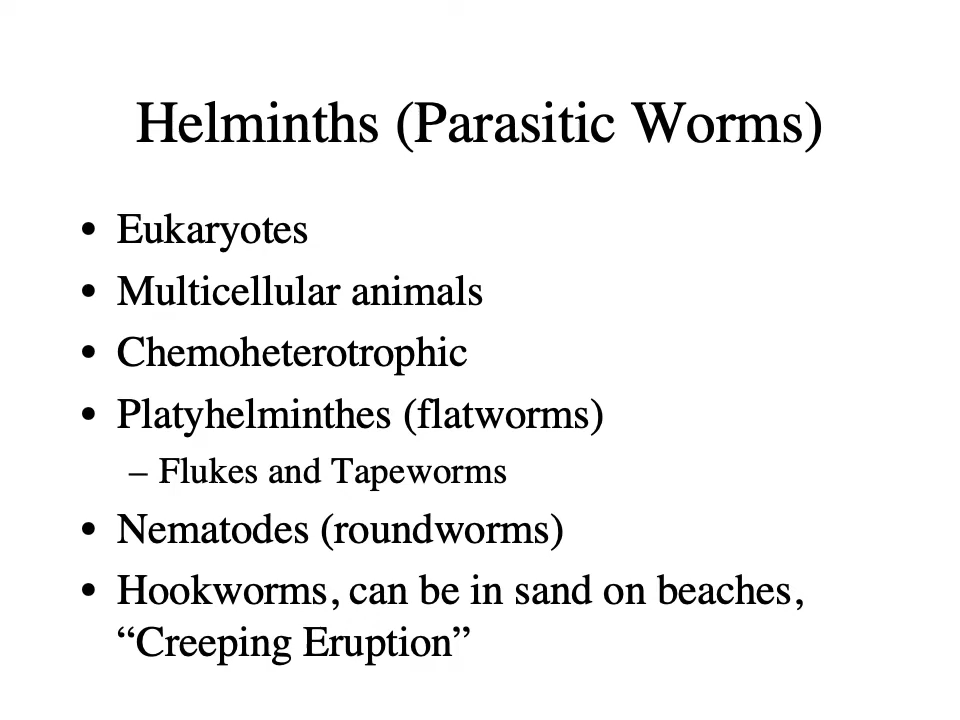 Helminths (Parasitic Worms)
• Eukaryotes
• Multicellular animals
• Chemoheterotrophic
• Platyhelminthes (flatworms)
– Flukes and Tapeworms
• Nematodes (roundworms)
• Hookworms, can be in sand on beaches,
“Creeping Eruption”